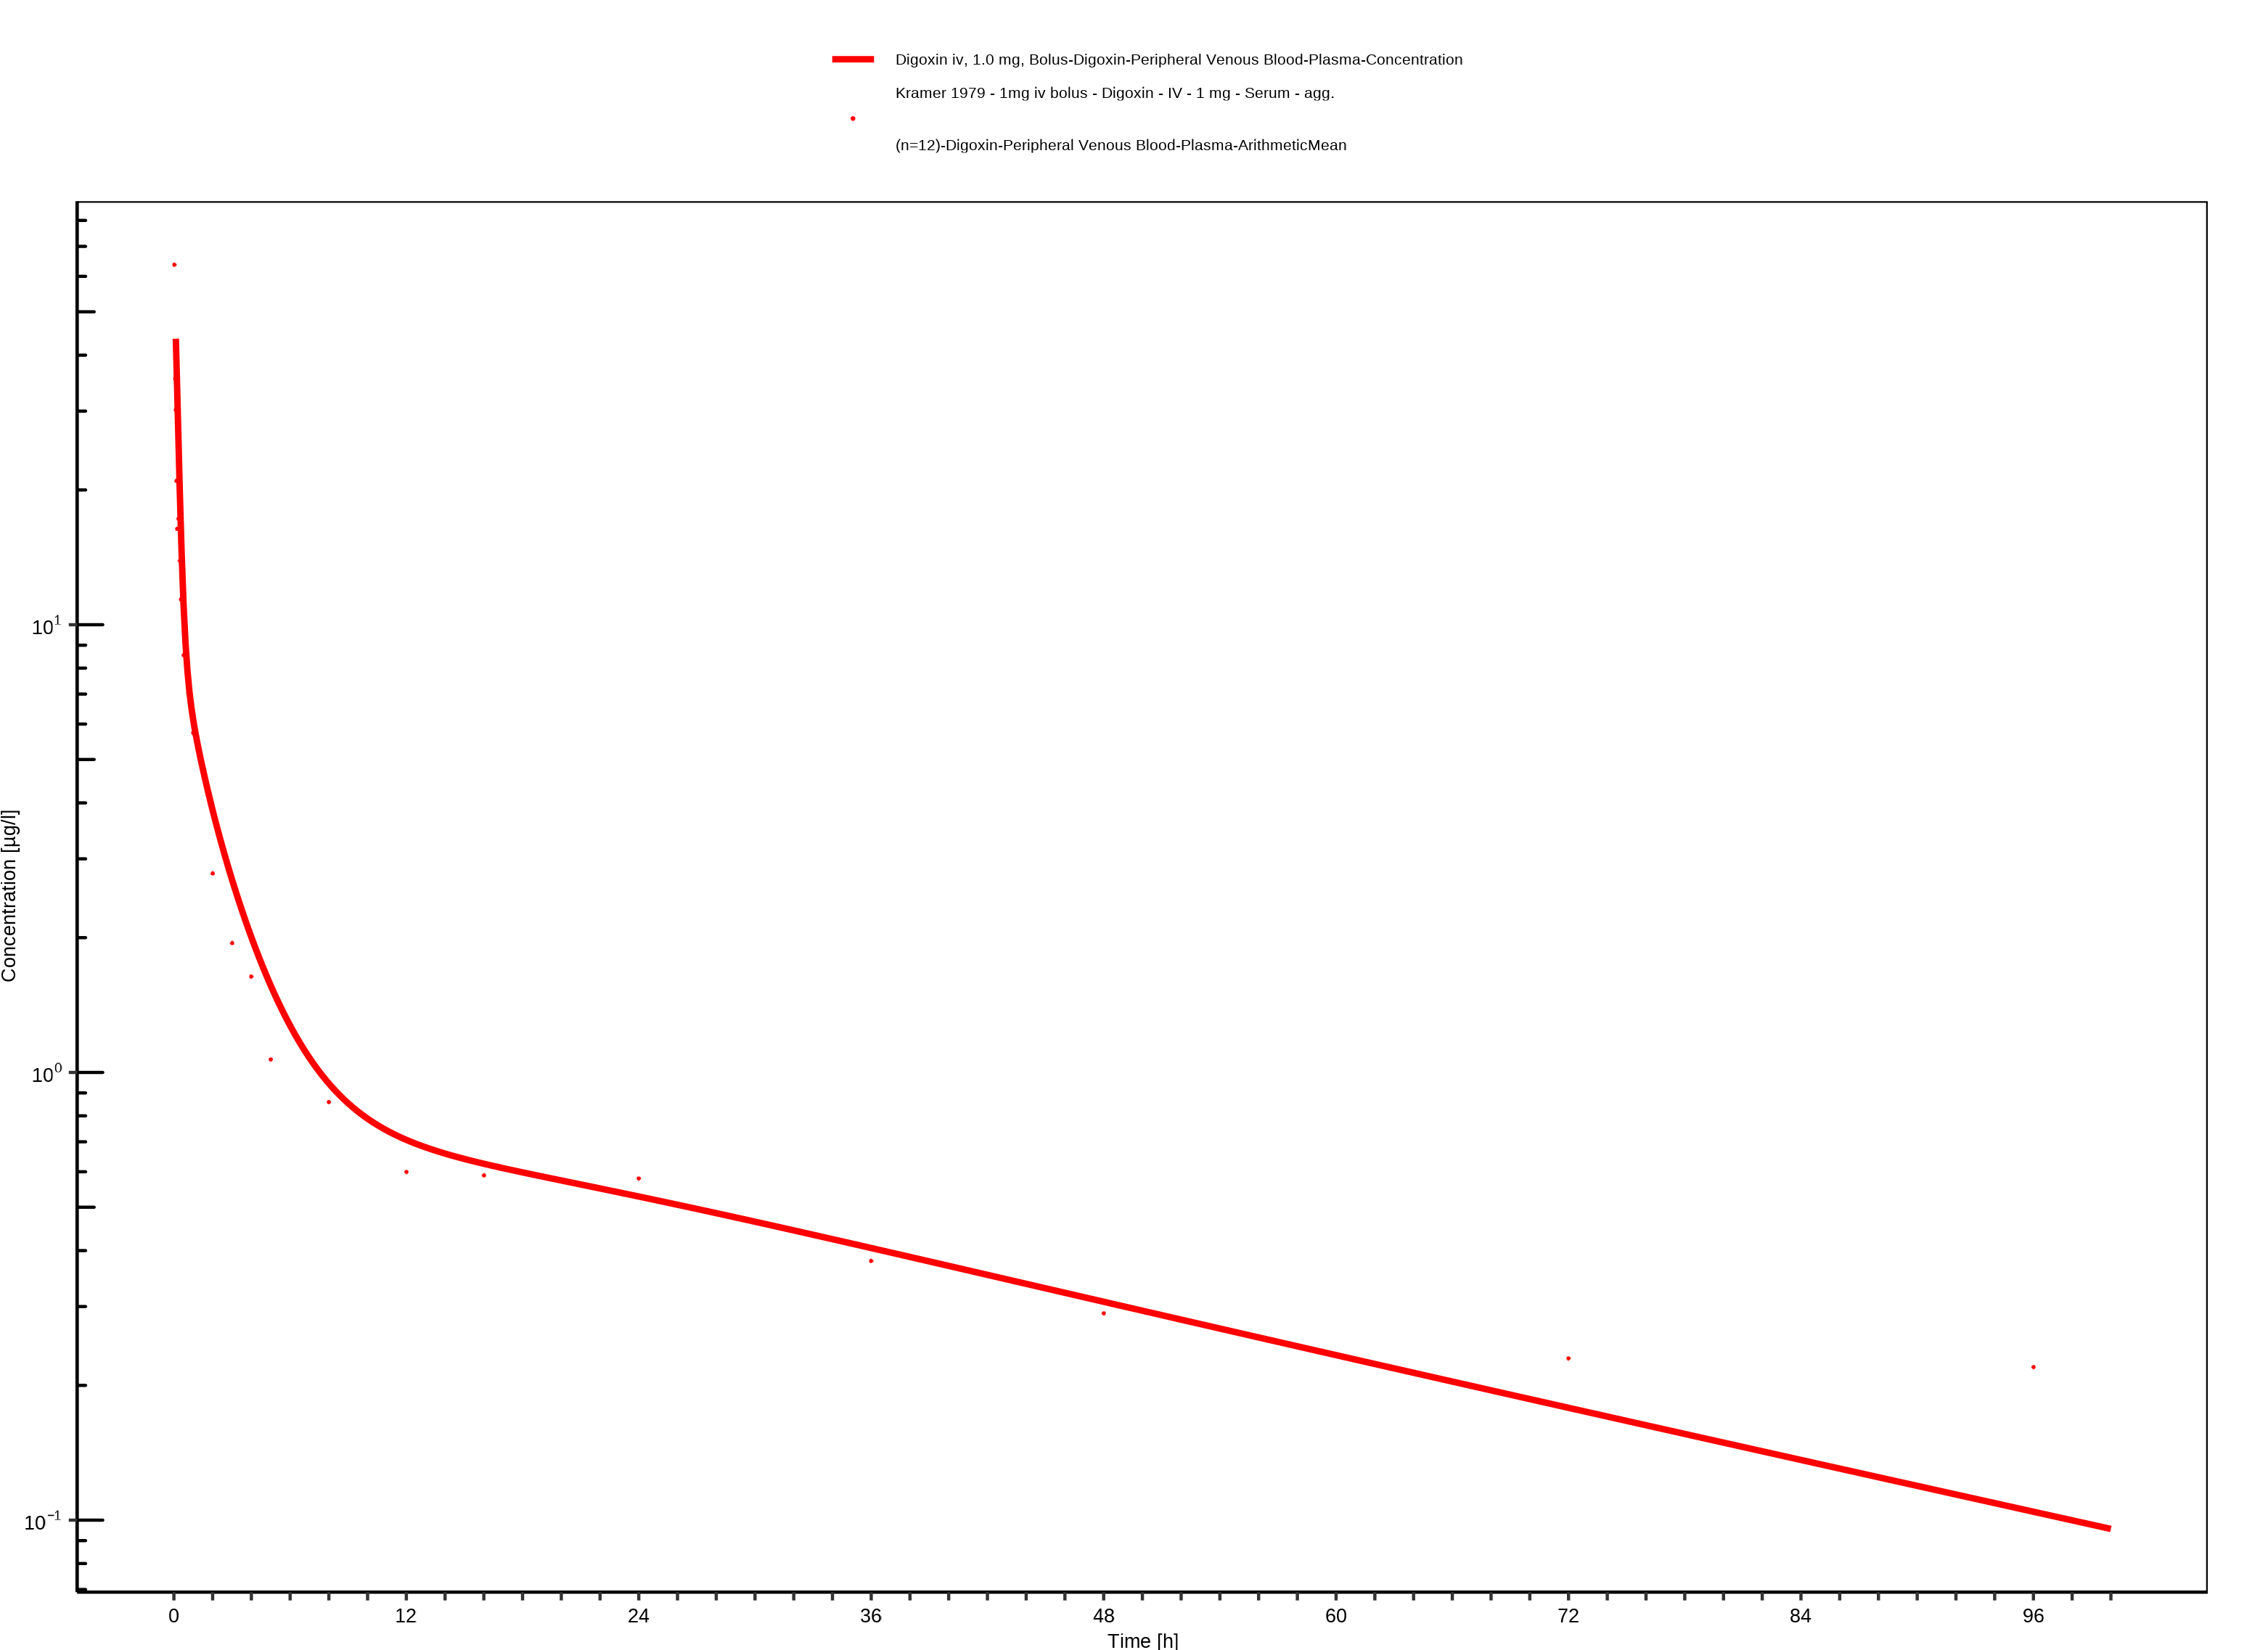 Digoxin iv, 1.0 mg, Bolus-Digoxin-Peripheral Venous Blood-Plasma-Concentration
Kramer 1979 - 1mg iv bolus - Digoxin - IV - 1 mg - Serum - agg.
(n=12)-Digoxin-Peripheral Venous Blood-Plasma-ArithmeticMean
Concentration [µg/l]
10¹
10⁰
10⁻¹
0 12 24 36 48 60 72 84 96
Time [h]